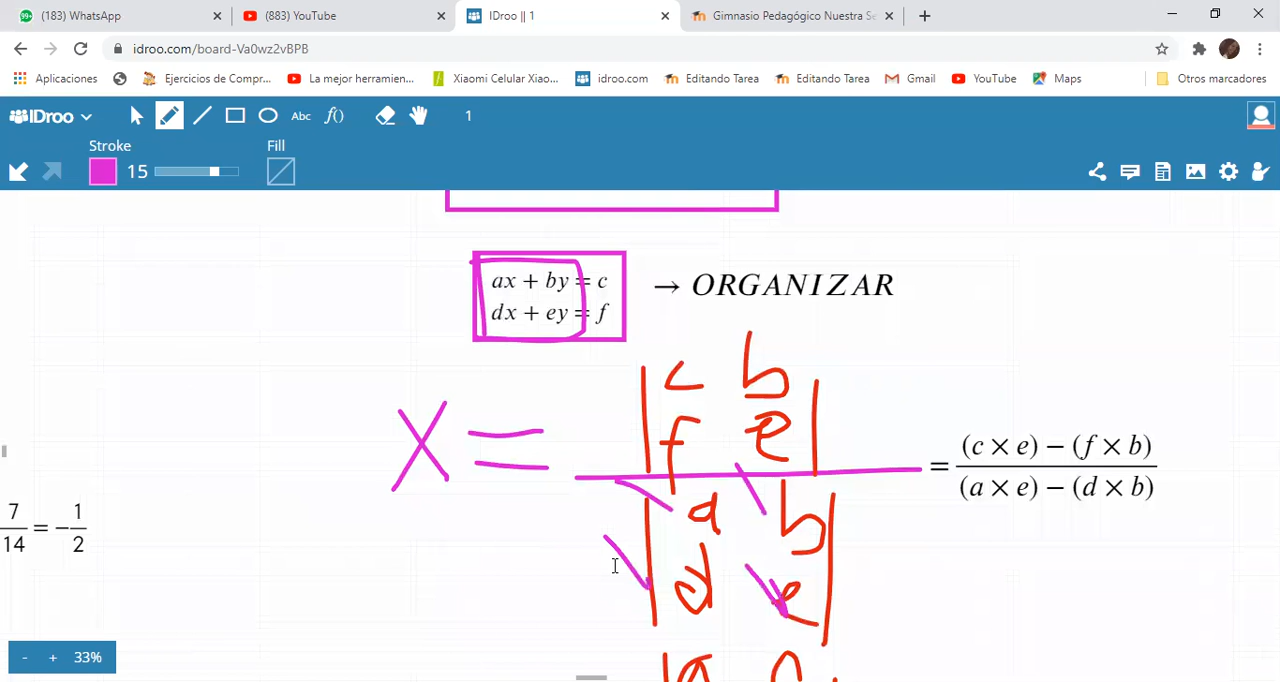 (183) WhatsApp
(883) YouTube
IDroo || 1
Gimnasio Pedagógico Nuestra Se
idroo.com/board-Va0wz2vBPB
Aplicaciones
Ejercicios de Compr...
La mejor herramien...
Xiaomi Celular Xiao...
idroo.com
Editando Tarea
Editando Tarea
Gmail
YouTube
Maps
Otros marcadores
IDroo
Abc
f()
1
Stroke
15
Fill
ax + by = c
dx + ey = f
→ ORGANIZAR
X =
| c b |
| f e |
| a b |
| d e |
= (c × e) − (f × b)
(a × e) − (d × b)
7/14 = −1/2
- + 33%